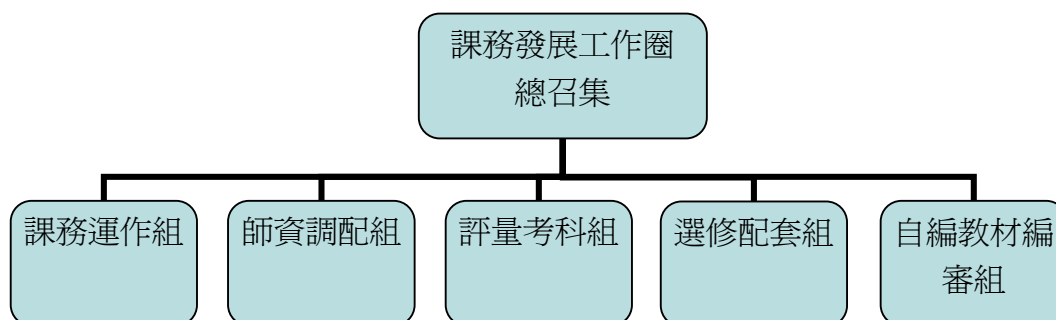 課務發展工作圈
總召集
課務運作組
師資調配組
評量考科組
選修配套組
自編教材編
審組